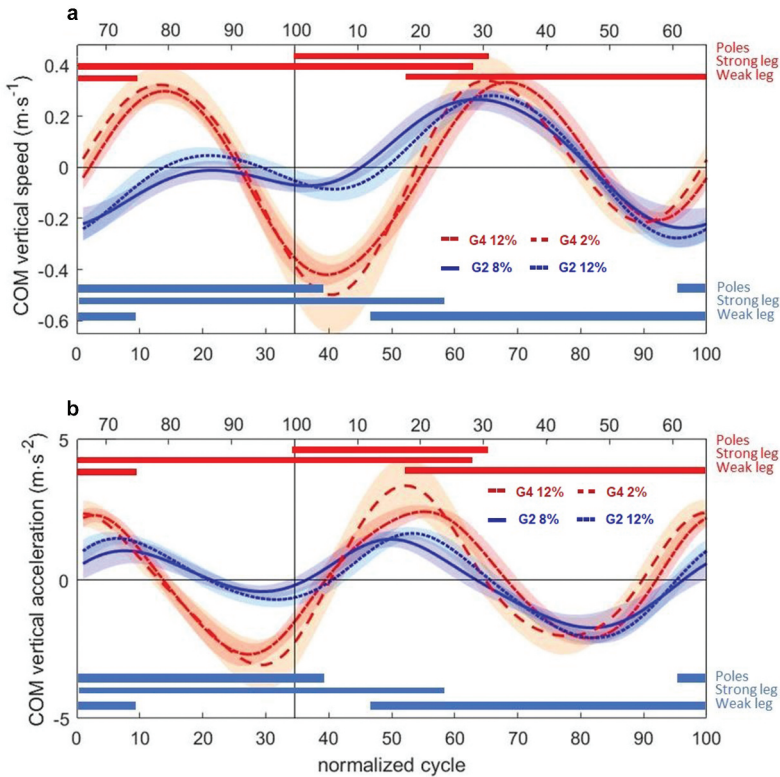 a
70 80 90 100 10 20 30 40 50 60
Poles
Strong leg
Weak leg
0.4
0.2
0
-0.2
-0.4
-0.6
COM vertical speed (m·s-1)
G4 12% G4 2%
G2 8% G2 12%
Poles
Strong leg
Weak leg
0 10 20 30 40 50 60 70 80 90 100
b
70 80 90 100 10 20 30 40 50 60
Poles
Strong leg
Weak leg
5
0
-5
COM vertical acceleration (m·s-2)
G4 12% G4 2%
G2 8% G2 12%
Poles
Strong leg
Weak leg
0 10 20 30 40 50 60 70 80 90 100
normalized cycle